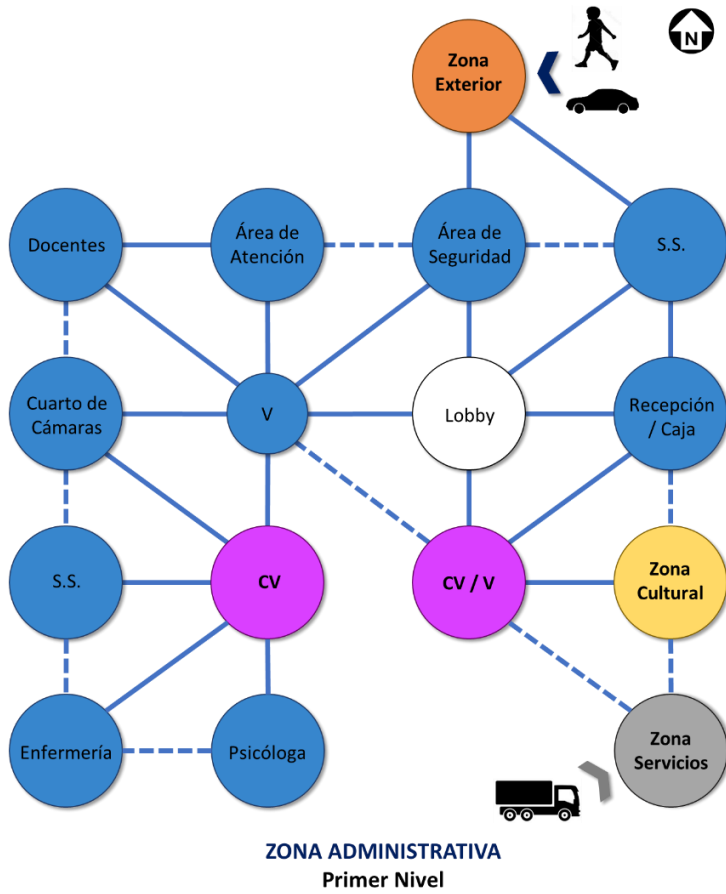 Zona
Exterior
N
Docentes
Área de
Atención
Área de
Seguridad
S.S.
Cuarto de
Cámaras
V
Lobby
Recepción
/ Caja
S.S.
CV
CV / V
Zona
Cultural
Enfermería
Psicóloga
Zona
Servicios
ZONA ADMINISTRATIVA
Primer Nivel